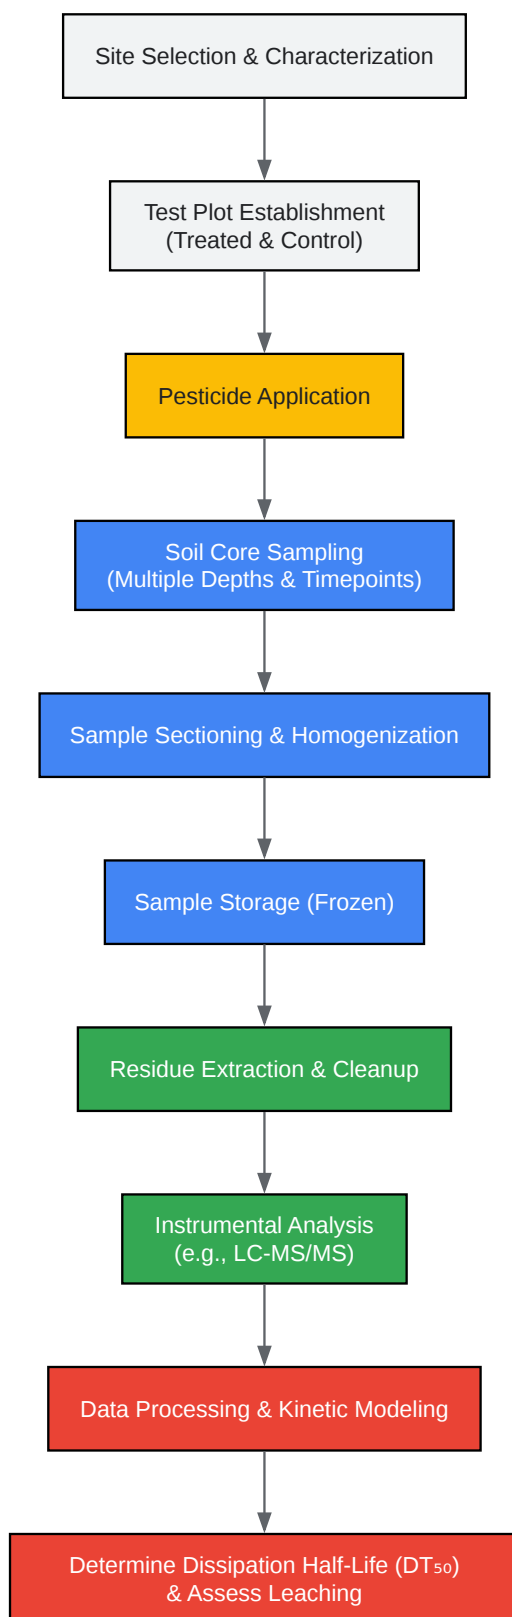 Site Selection & Characterization
Test Plot Establishment
(Treated & Control)
Pesticide Application
Soil Core Sampling
(Multiple Depths & Timepoints)
Sample Sectioning & Homogenization
Sample Storage (Frozen)
Residue Extraction & Cleanup
Instrumental Analysis
(e.g., LC-MS/MS)
Data Processing & Kinetic Modeling
Determine Dissipation Half-Life (DT₅₀)
& Assess Leaching